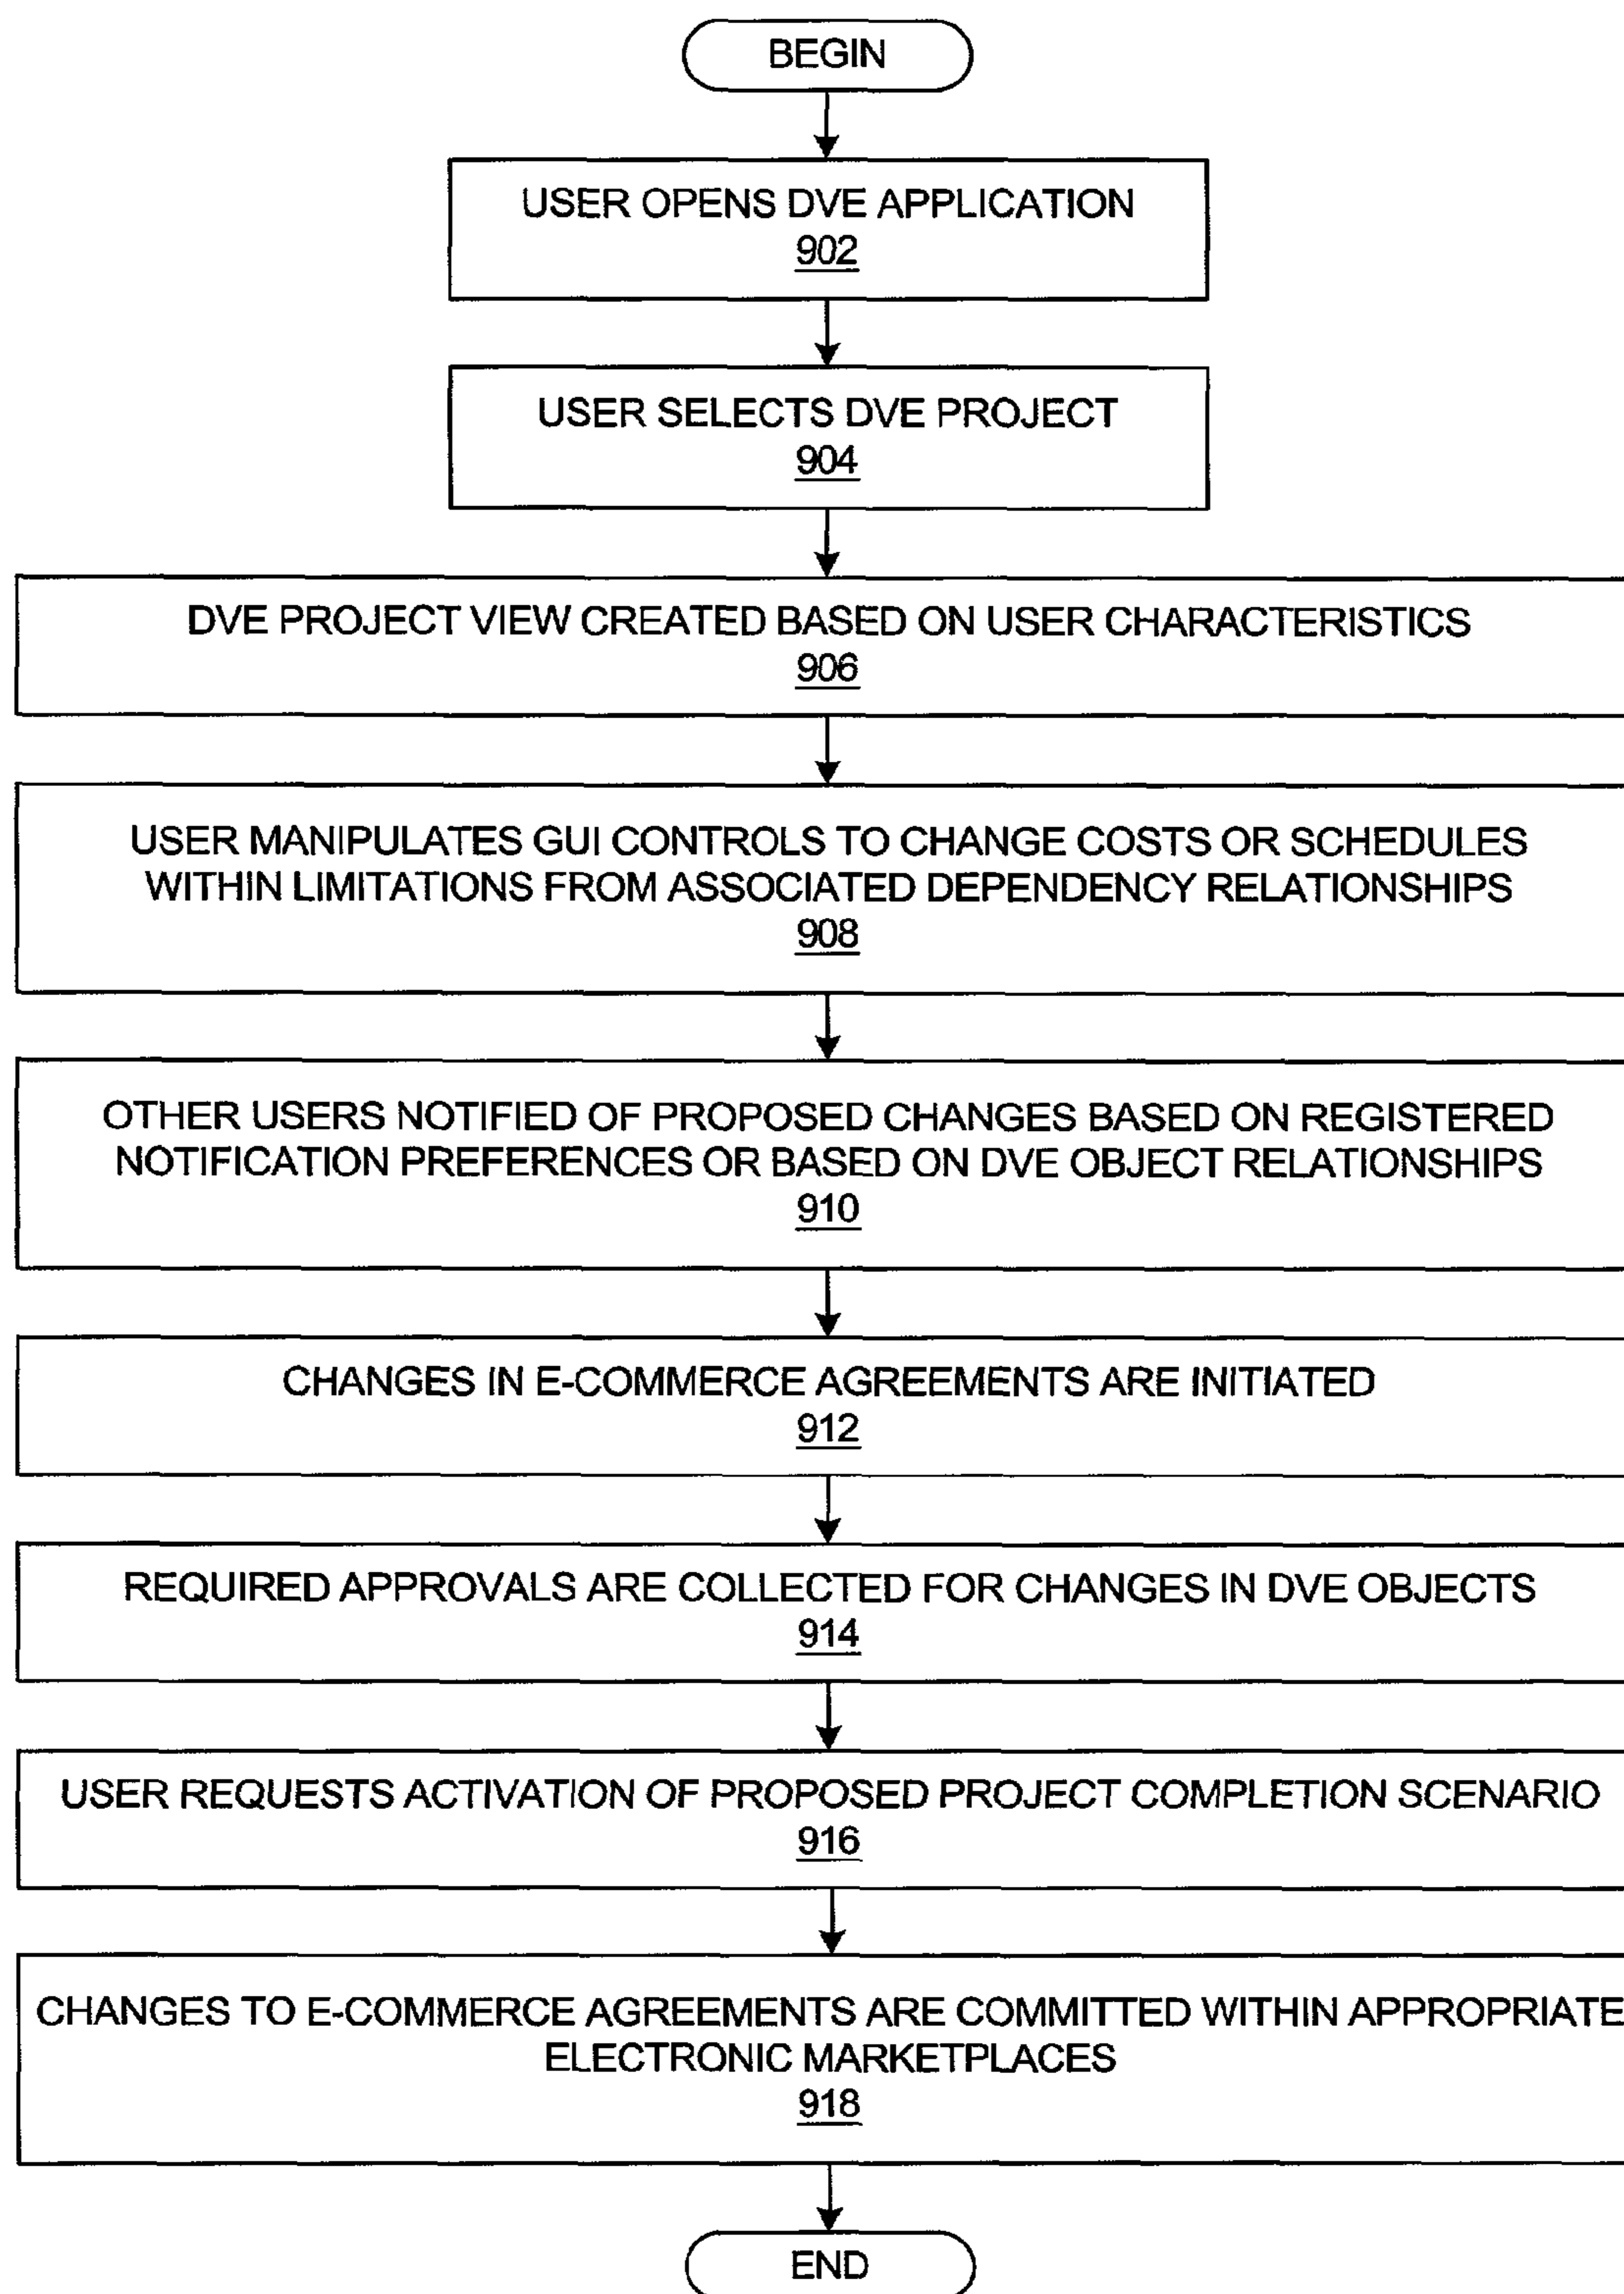 BEGIN
USER OPENS DVE APPLICATION
902
USER SELECTS DVE PROJECT
904
DVE PROJECT VIEW CREATED BASED ON USER CHARACTERISTICS
906
USER MANIPULATES GUI CONTROLS TO CHANGE COSTS OR SCHEDULES
WITHIN LIMITATIONS FROM ASSOCIATED DEPENDENCY RELATIONSHIPS
908
OTHER USERS NOTIFIED OF PROPOSED CHANGES BASED ON REGISTERED
NOTIFICATION PREFERENCES OR BASED ON DVE OBJECT RELATIONSHIPS
910
CHANGES IN E-COMMERCE AGREEMENTS ARE INITIATED
912
REQUIRED APPROVALS ARE COLLECTED FOR CHANGES IN DVE OBJECTS
914
USER REQUESTS ACTIVATION OF PROPOSED PROJECT COMPLETION SCENARIO
916
CHANGES TO E-COMMERCE AGREEMENTS ARE COMMITTED WITHIN APPROPRIATE
ELECTRONIC MARKETPLACES
918
END